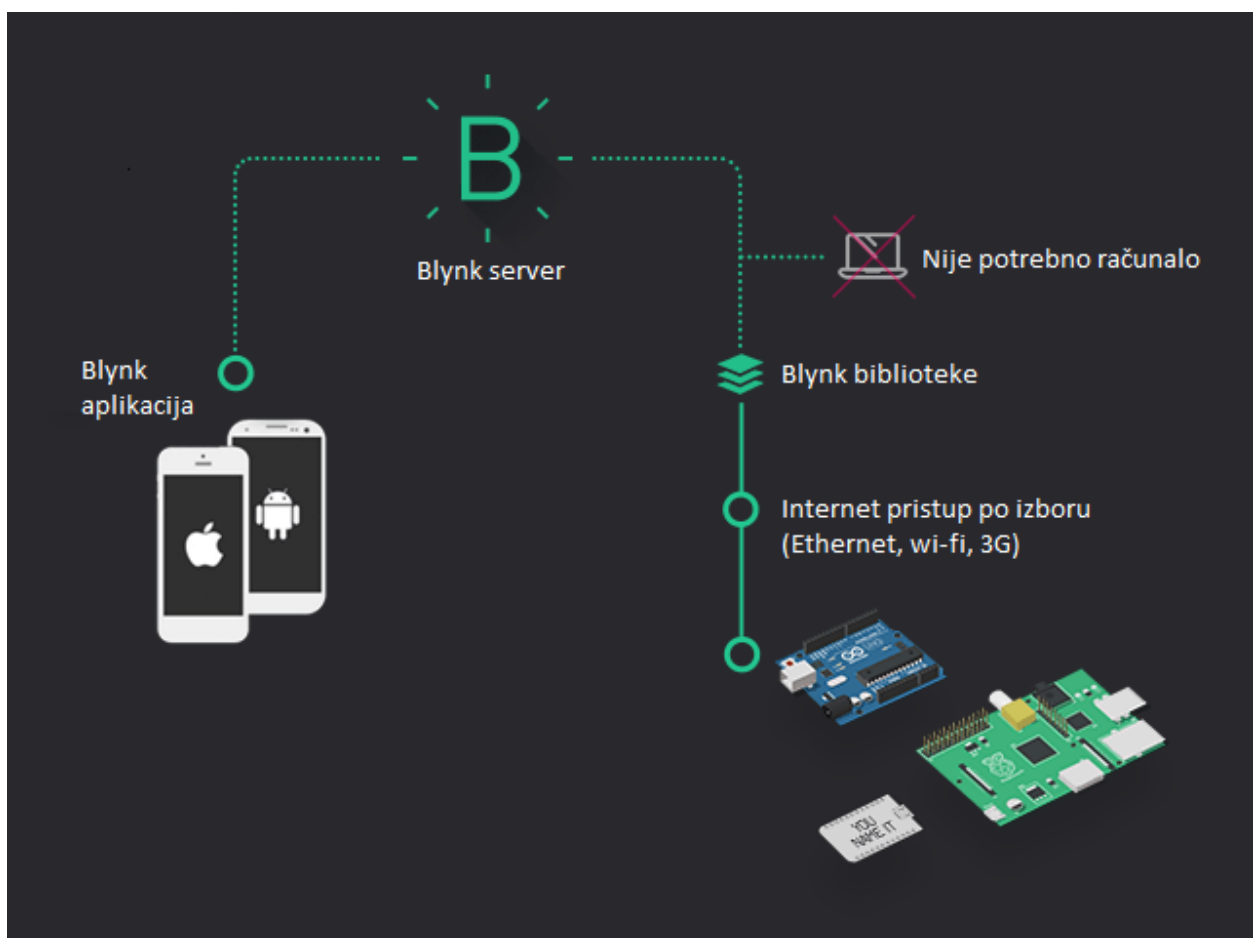 B
Blynk server
Nije potrebno računalo
Blynk
aplikacija
Blynk biblioteke
Internet pristup po izboru
(Ethernet, wi-fi, 3G)
YOU
NAME IT